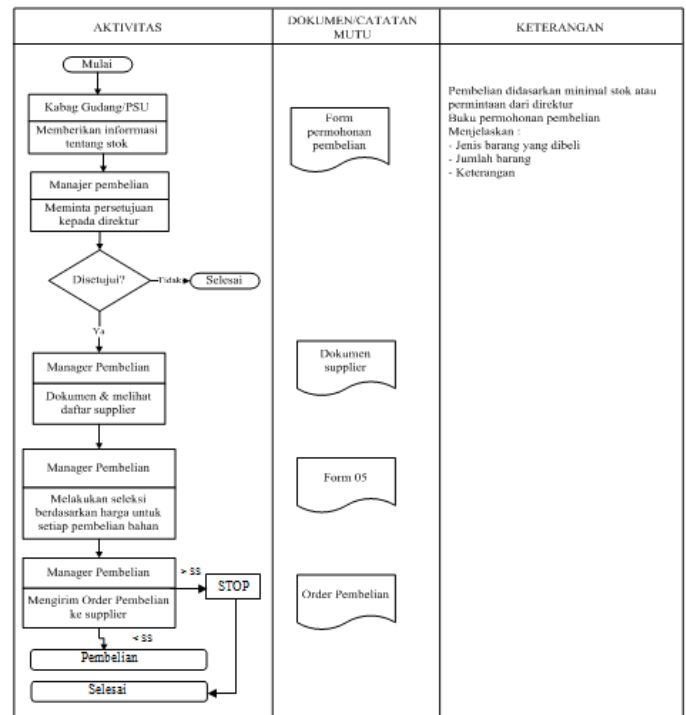 AKTIVITAS
DOKUMEN/CATATAN
MUTU
KETERANGAN
Mulai
Kabag Gudang/PSU
Memberikan inforrmasi
tentang stok
Form
permohonan
pembelian
Pembelian didasarkan minimal stok atau
permintaan dari direktur
Buku permohonan pembelian
Menjelaskan :
- Jenis barang yang dibeli
- Jumlah barang
- Keterangan
Manajer pembelian
Meminta persetujuan
kepada direktur
Disetujui?
Tidak
Selesai
Ya
Manager Pembelian
Dokumen & melihat
daftar supplier
Dokumen
supplier
Manager Pembelian
Melakukan seleksi
berdasarkan harga untuk
setiap pembelian bahan
Form 05
Manager Pembelian
Mengirim Order Pembelian
ke supplier
> SS
STOP
Order Pembelian
< SS
Pembelian
Selesai